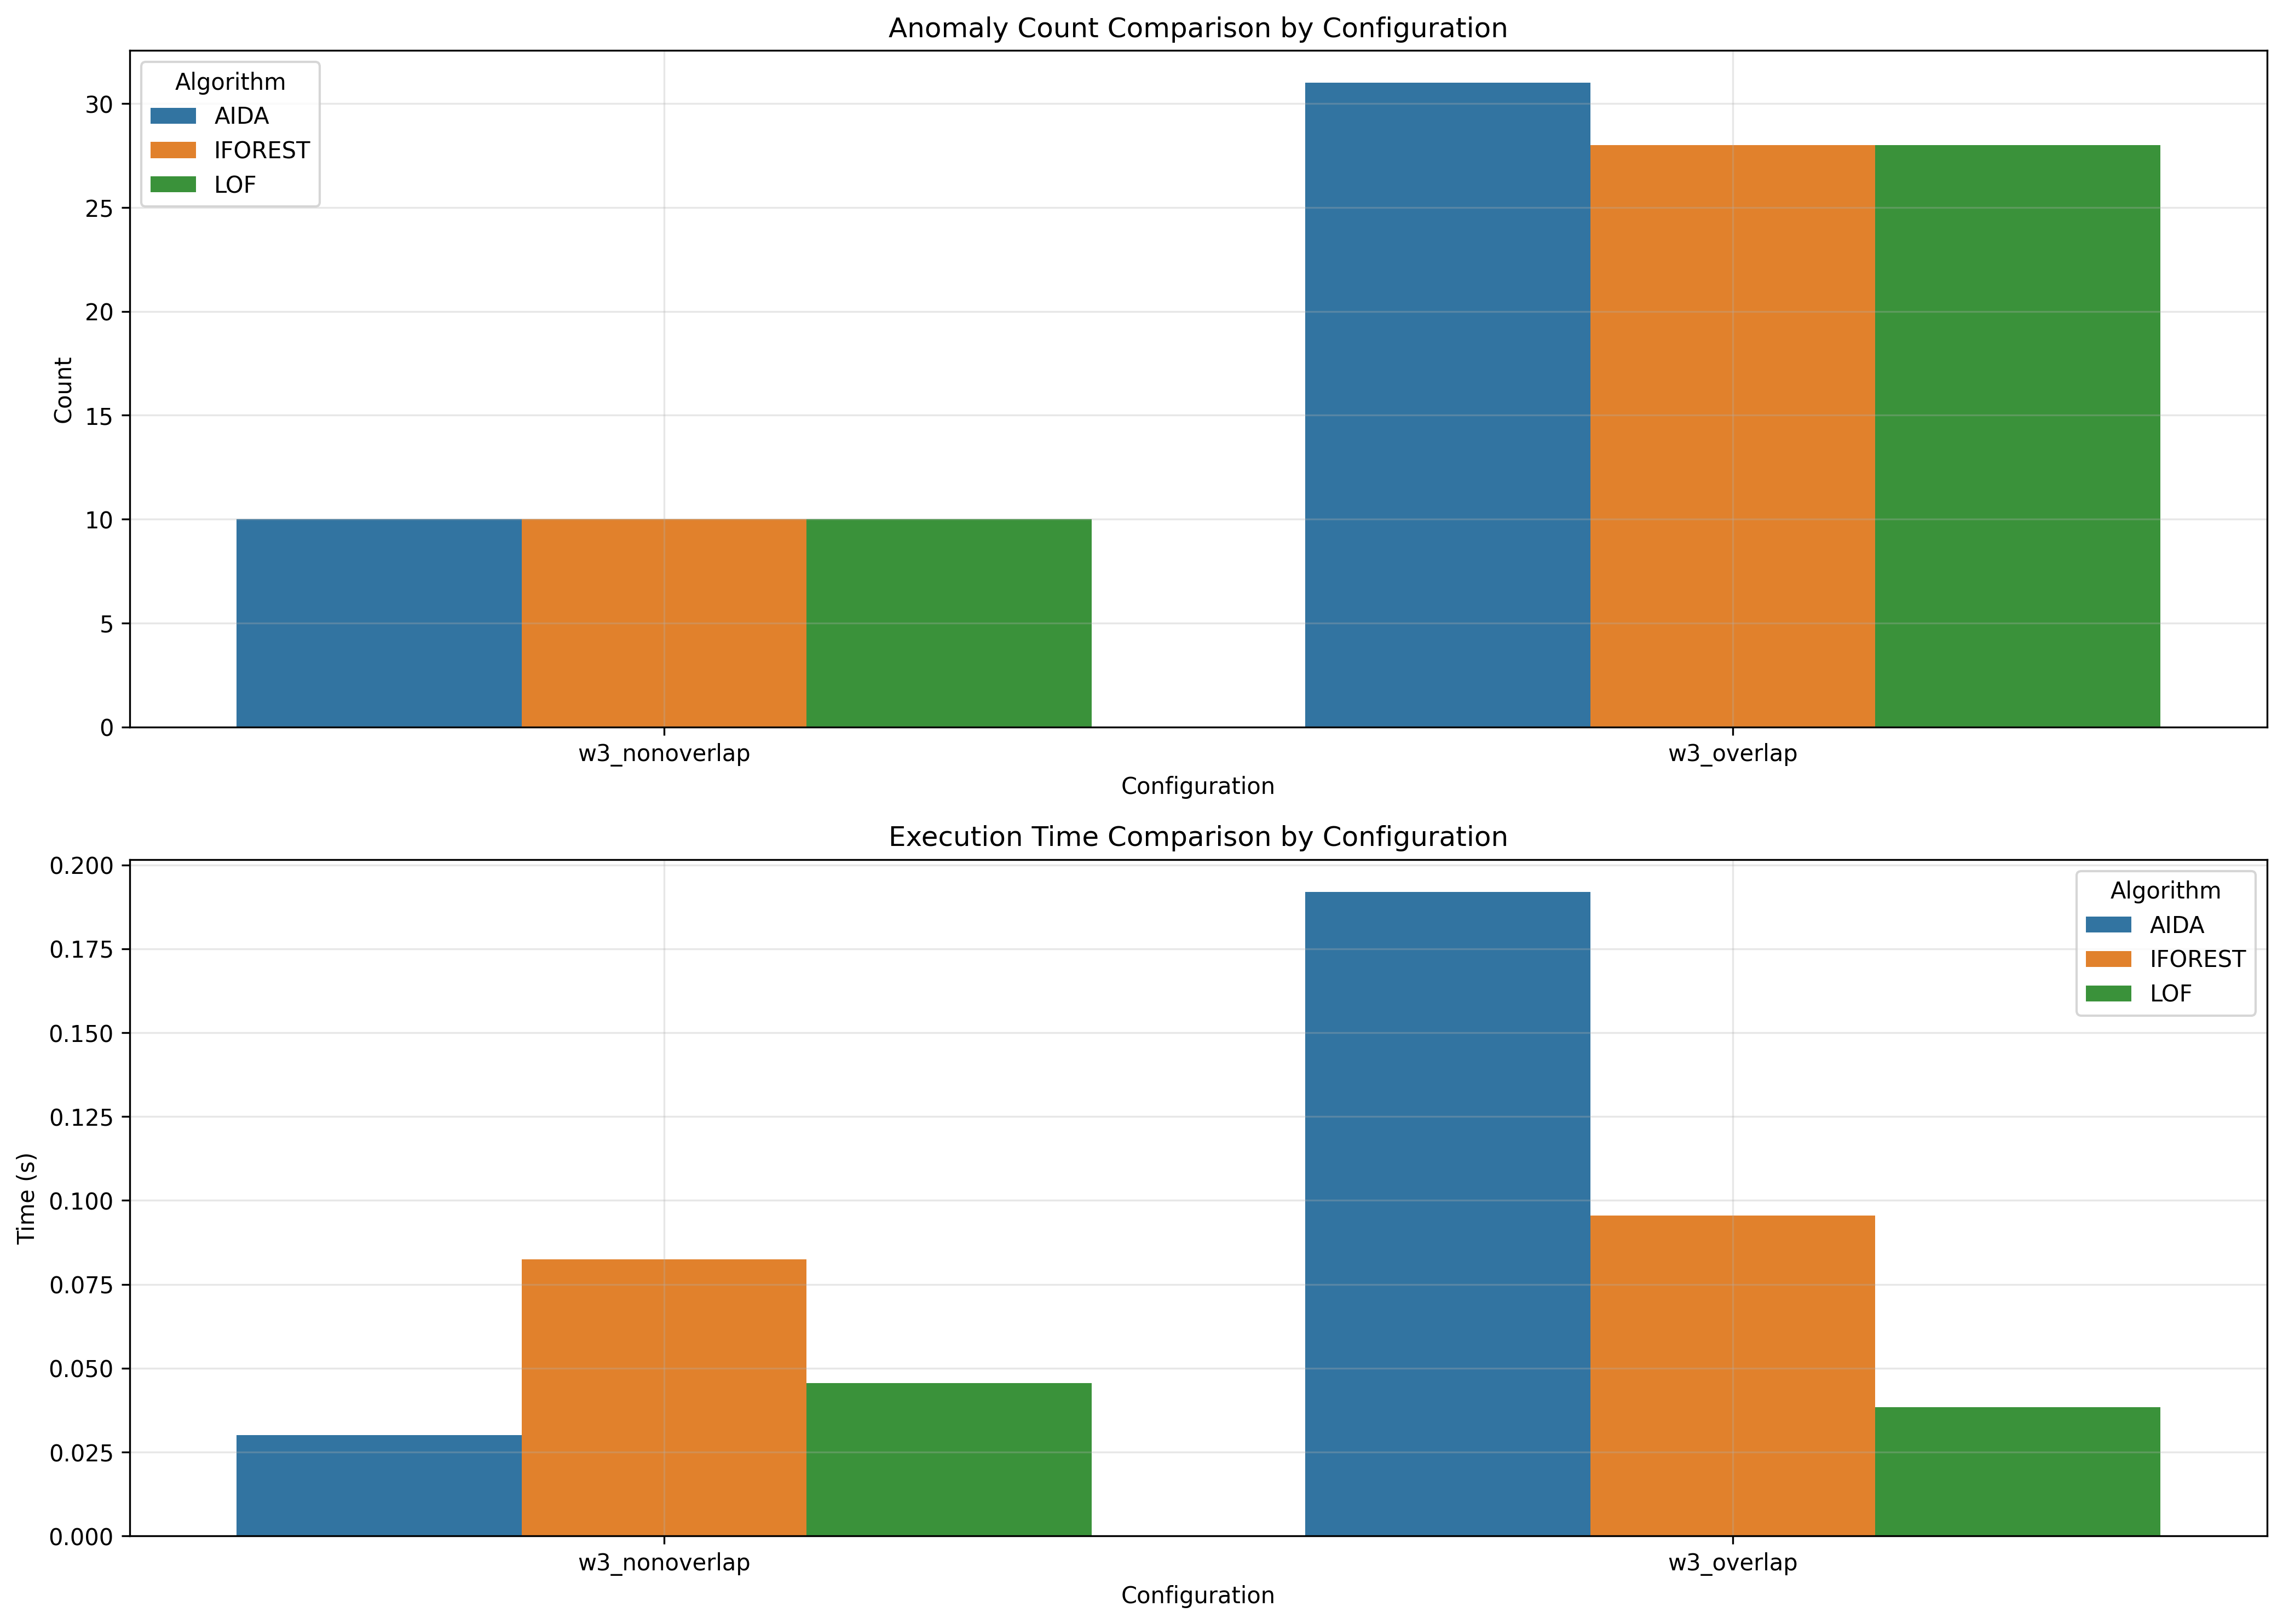 Anomaly Count Comparison by Configuration
Algorithm
AIDA
IFOREST
LOF
30
25
20
15
10
5
0
Count
w3_nonoverlap
w3_overlap
Configuration
Execution Time Comparison by Configuration
Algorithm
AIDA
IFOREST
LOF
0.200
0.175
0.150
0.125
0.100
0.075
0.050
0.025
0.000
Time (s)
w3_nonoverlap
w3_overlap
Configuration